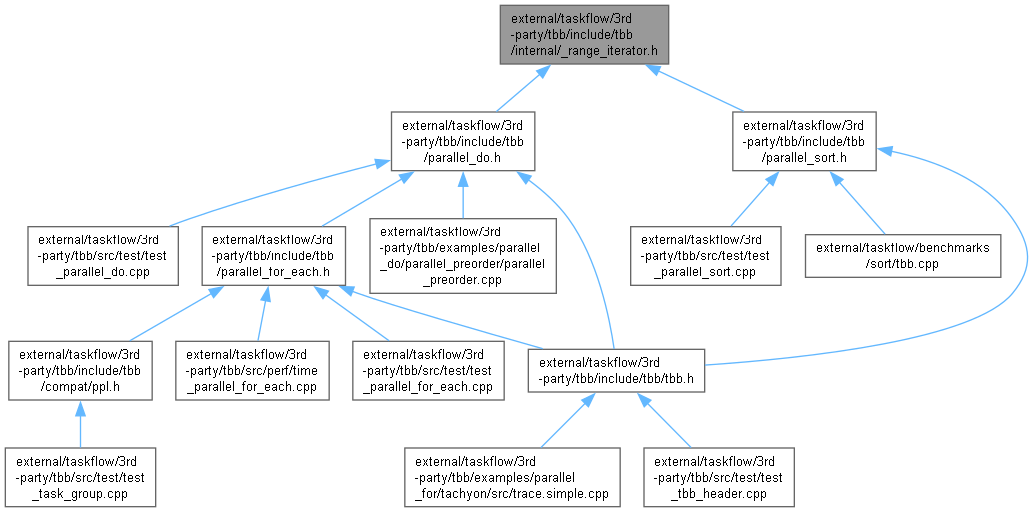 external/taskflow/3rd
-party/tbb/include/tbb
/internal/_range_iterator.h
external/taskflow/3rd
-party/tbb/include/tbb
/parallel_do.h
external/taskflow/3rd
-party/tbb/include/tbb
/parallel_sort.h
external/taskflow/3rd
-party/tbb/src/test/test
_parallel_do.cpp
external/taskflow/3rd
-party/tbb/include/tbb
/parallel_for_each.h
external/taskflow/3rd
-party/tbb/examples/parallel
_do/parallel_preorder/parallel
_preorder.cpp
external/taskflow/3rd
-party/tbb/src/test/test
_parallel_sort.cpp
external/taskflow/benchmarks
/sort/tbb.cpp
external/taskflow/3rd
-party/tbb/include/tbb
/compat/ppl.h
external/taskflow/3rd
-party/tbb/src/perf/time
_parallel_for_each.cpp
external/taskflow/3rd
-party/tbb/src/test/test
_parallel_for_each.cpp
external/taskflow/3rd
-party/tbb/include/tbb/tbb.h
external/taskflow/3rd
-party/tbb/src/test/test
_task_group.cpp
external/taskflow/3rd
-party/tbb/examples/parallel
_for/tachyon/src/trace.simple.cpp
external/taskflow/3rd
-party/tbb/src/test/test
_tbb_header.cpp